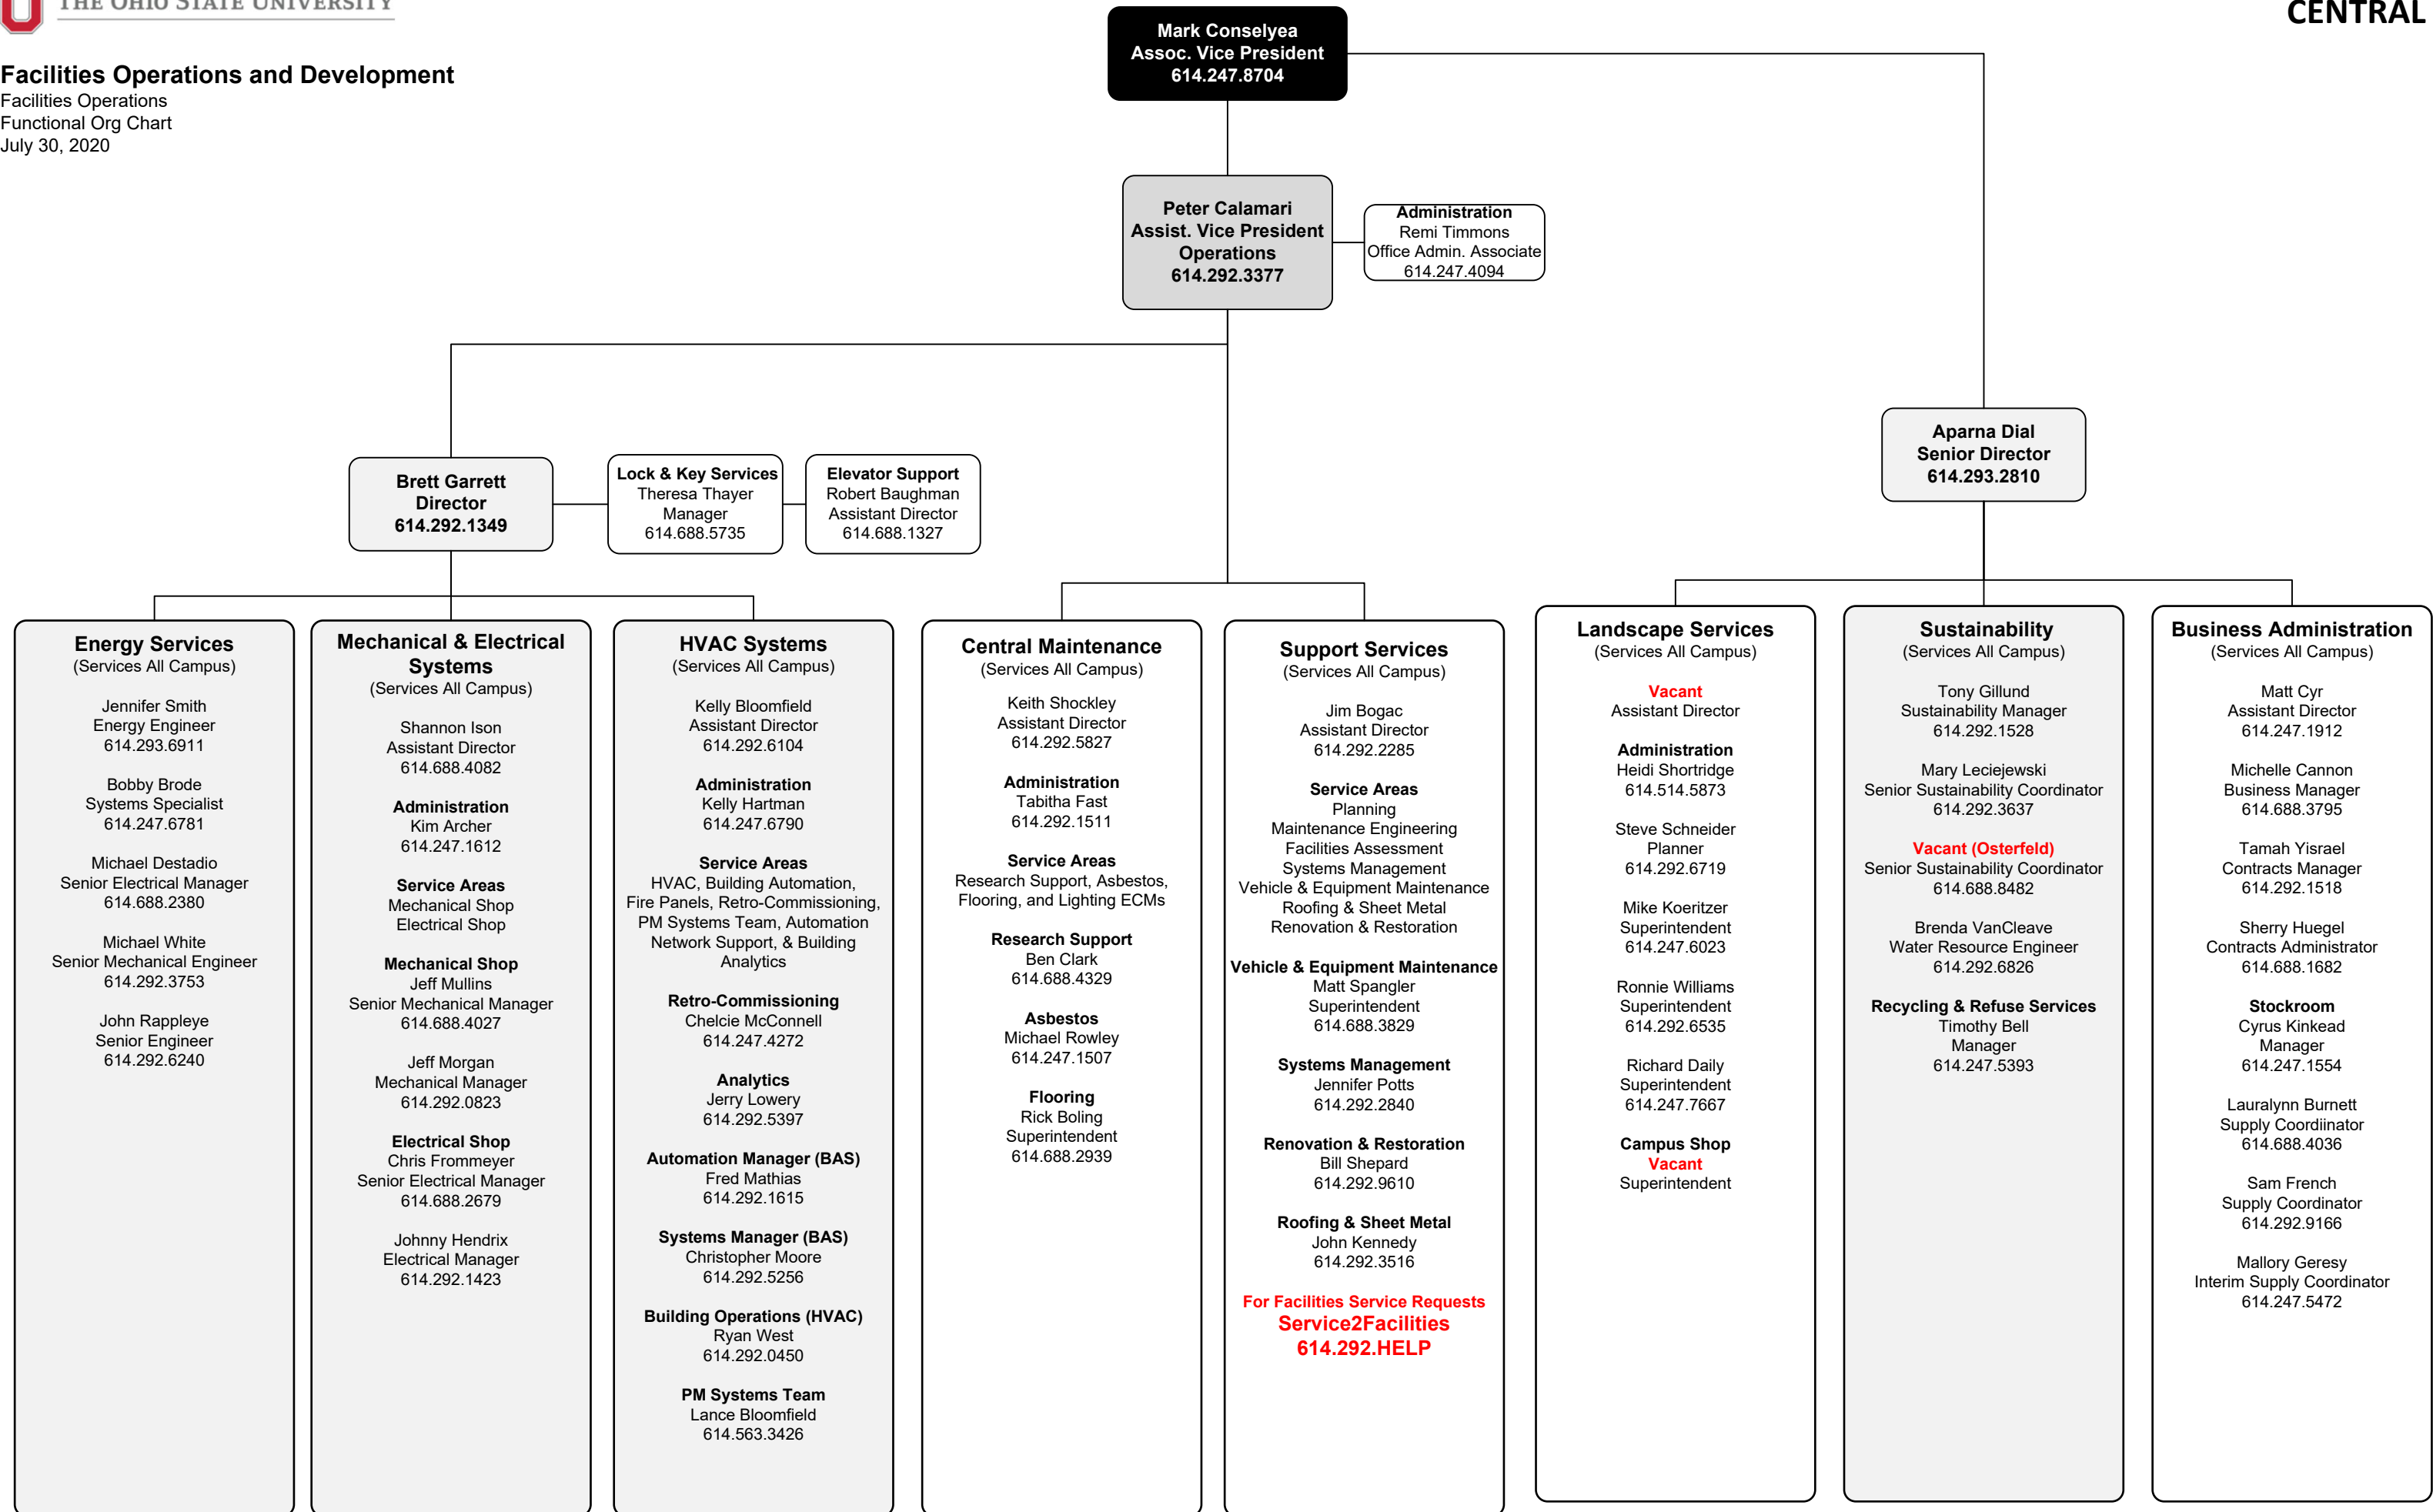 THE OHIO STATE UNIVERSITY
CENTRAL
Facilities Operations and Development
Facilities Operations
Functional Org Chart
July 30, 2020
Mark Conselyea
Assoc. Vice President
614.247.8704
Peter Calamari
Assist. Vice President
Operations
614.292.3377
Administration
Remi Timmons
Office Admin. Associate
614.247.4094
Brett Garrett
Director
614.292.1349
Lock & Key Services
Theresa Thayer
Manager
614.688.5735
Elevator Support
Robert Baughman
Assistant Director
614.688.1327
Aparna Dial
Senior Director
614.293.2810
Energy Services
(Services All Campus)
Jennifer Smith
Energy Engineer
614.293.6911
Bobby Brode
Systems Specialist
614.247.6781
Michael Destadio
Senior Electrical Manager
614.688.2380
Michael White
Senior Mechanical Engineer
614.292.3753
John Rappleye
Senior Engineer
614.292.6240
Mechanical & Electrical
Systems
(Services All Campus)
Shannon Ison
Assistant Director
614.688.4082
Administration
Kim Archer
614.247.1612
Service Areas
Mechanical Shop
Electrical Shop
Mechanical Shop
Jeff Mullins
Senior Mechanical Manager
614.688.4027
Jeff Morgan
Mechanical Manager
614.292.0823
Electrical Shop
Chris Frommeyer
Senior Electrical Manager
614.688.2679
Johnny Hendrix
Electrical Manager
614.292.1423
HVAC Systems
(Services All Campus)
Kelly Bloomfield
Assistant Director
614.292.6104
Administration
Kelly Hartman
614.247.6790
Service Areas
HVAC, Building Automation,
Fire Panels, Retro-Commissioning,
PM Systems Team, Automation
Network Support, & Building
Analytics
Retro-Commissioning
Chelcie McConnell
614.247.4272
Analytics
Jerry Lowery
614.292.5397
Automation Manager (BAS)
Fred Mathias
614.292.1615
Systems Manager (BAS)
Christopher Moore
614.292.5256
Building Operations (HVAC)
Ryan West
614.292.0450
PM Systems Team
Lance Bloomfield
614.563.3426
Central Maintenance
(Services All Campus)
Keith Shockley
Assistant Director
614.292.5827
Administration
Tabitha Fast
614.292.1511
Service Areas
Research Support, Asbestos,
Flooring, and Lighting ECMs
Research Support
Ben Clark
614.688.4329
Asbestos
Michael Rowley
614.247.1507
Flooring
Rick Boling
Superintendent
614.688.2939
Support Services
(Services All Campus)
Jim Bogac
Assistant Director
614.292.2285
Service Areas
Planning
Maintenance Engineering
Facilities Assessment
Systems Management
Vehicle & Equipment Maintenance
Roofing & Sheet Metal
Renovation & Restoration
Vehicle & Equipment Maintenance
Matt Spangler
Superintendent
614.688.3829
Systems Management
Jennifer Potts
614.292.2840
Renovation & Restoration
Bill Shepard
614.292.9610
Roofing & Sheet Metal
John Kennedy
614.292.3516
For Facilities Service Requests
Service2Facilities
614.292.HELP
Landscape Services
(Services All Campus)
Vacant
Assistant Director
Administration
Heidi Shortridge
614.514.5873
Steve Schneider
Planner
614.292.6719
Mike Koeritzer
Superintendent
614.247.6023
Ronnie Williams
Superintendent
614.292.6535
Richard Daily
Superintendent
614.247.7667
Campus Shop
Vacant
Superintendent
Sustainability
(Services All Campus)
Tony Gillund
Sustainability Manager
614.292.1528
Mary Leciejewski
Senior Sustainability Coordinator
614.292.3637
Vacant (Osterfeld)
Senior Sustainability Coordinator
614.688.8482
Brenda VanCleave
Water Resource Engineer
614.292.6826
Recycling & Refuse Services
Timothy Bell
Manager
614.247.5393
Business Administration
(Services All Campus)
Matt Cyr
Assistant Director
614.247.1912
Michelle Cannon
Business Manager
614.688.3795
Tamah Yisrael
Contracts Manager
614.292.1518
Sherry Huegel
Contracts Administrator
614.688.1682
Stockroom
Cyrus Kinkead
Manager
614.247.1554
Lauralynn Burnett
Supply Coordiinator
614.688.4036
Sam French
Supply Coordinator
614.292.9166
Mallory Geresy
Interim Supply Coordinator
614.247.5472